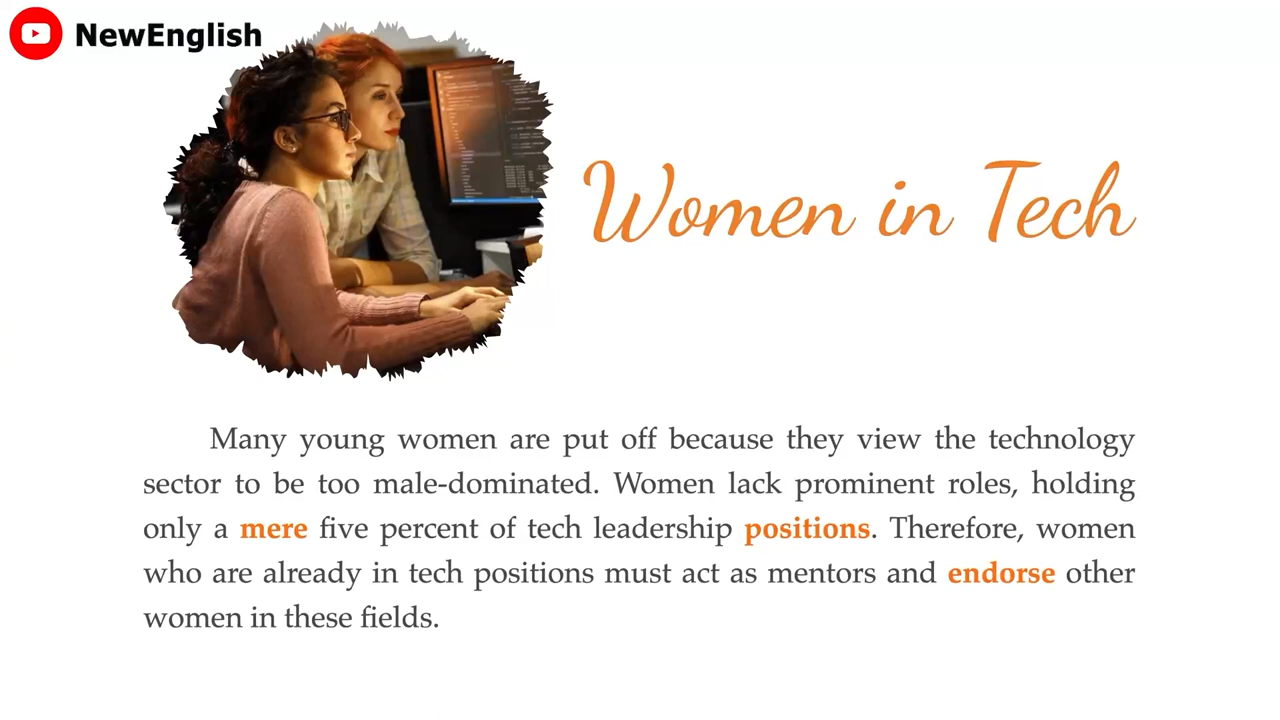 NewEnglish
Women in Tech
Many young women are put off because they view the technology
sector to be too male-dominated. Women lack prominent roles, holding
only a mere five percent of tech leadership positions. Therefore, women
who are already in tech positions must act as mentors and endorse other
women in these fields.